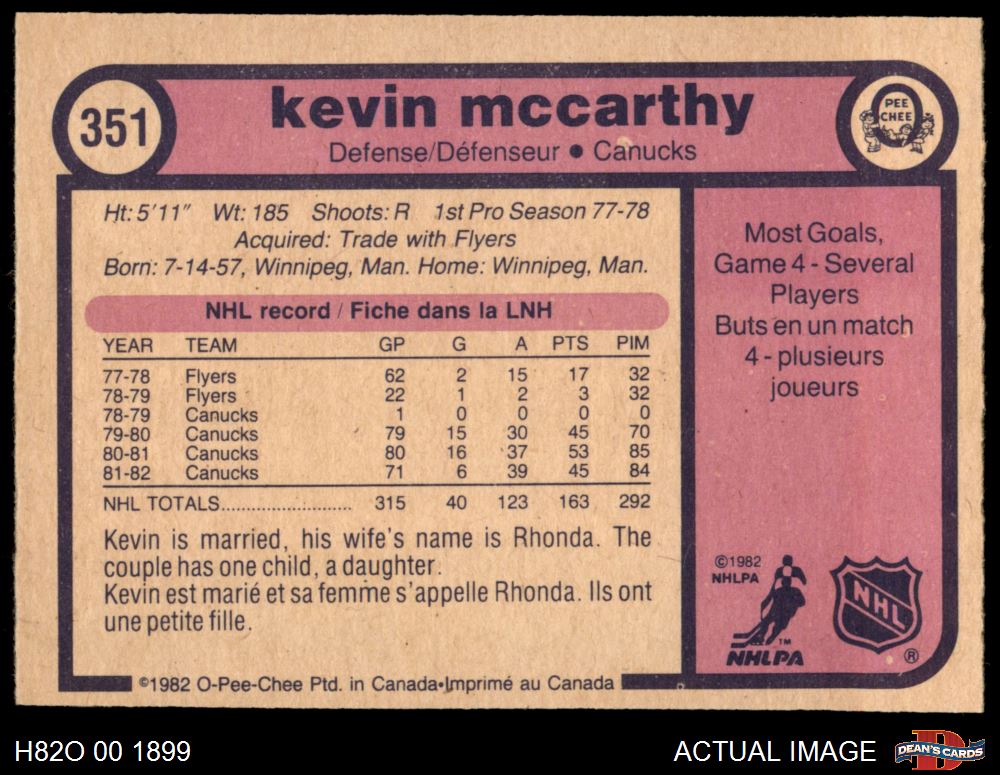 351
kevin mccarthy
Defense/Défenseur ● Canucks
O
PEE
CHEE
Ht: 5'11" Wt: 185 Shoots: R 1st Pro Season 77-78
Acquired: Trade with Flyers
Born: 7-14-57, Winnipeg, Man. Home: Winnipeg, Man.
NHL record / Fiche dans la LNH
YEAR TEAM GP G A PTS PIM
77-78 Flyers 62 2 15 17 32
78-79 Flyers 22 1 2 3 32
78-79 Canucks 1 0 0 0 0
79-80 Canucks 79 15 30 45 70
80-81 Canucks 80 16 37 53 85
81-82 Canucks 71 6 39 45 84
NHL TOTALS............................ 315 40 123 163 292
Kevin is married, his wife's name is Rhonda. The
couple has one child, a daughter.
Kevin est marié et sa femme s'appelle Rhonda. Ils ont
une petite fille.
©1982 O-Pee-Chee Ptd. in Canada•Imprimé au Canada
Most Goals,
Game 4 - Several
Players
Buts en un match
4 - plusieurs
joueurs
©1982
NHLPA
TM
NHLPA
NHL
®
H82O 00 1899
ACTUAL IMAGE
D
DEAN'S CARDS